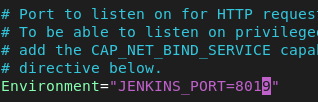 # Port to listen on for HTTP reques
# To be able to listen on privilege
# add the CAP_NET_BIND_SERVICE capa
# directive below.
Environment="JENKINS_PORT=8019"